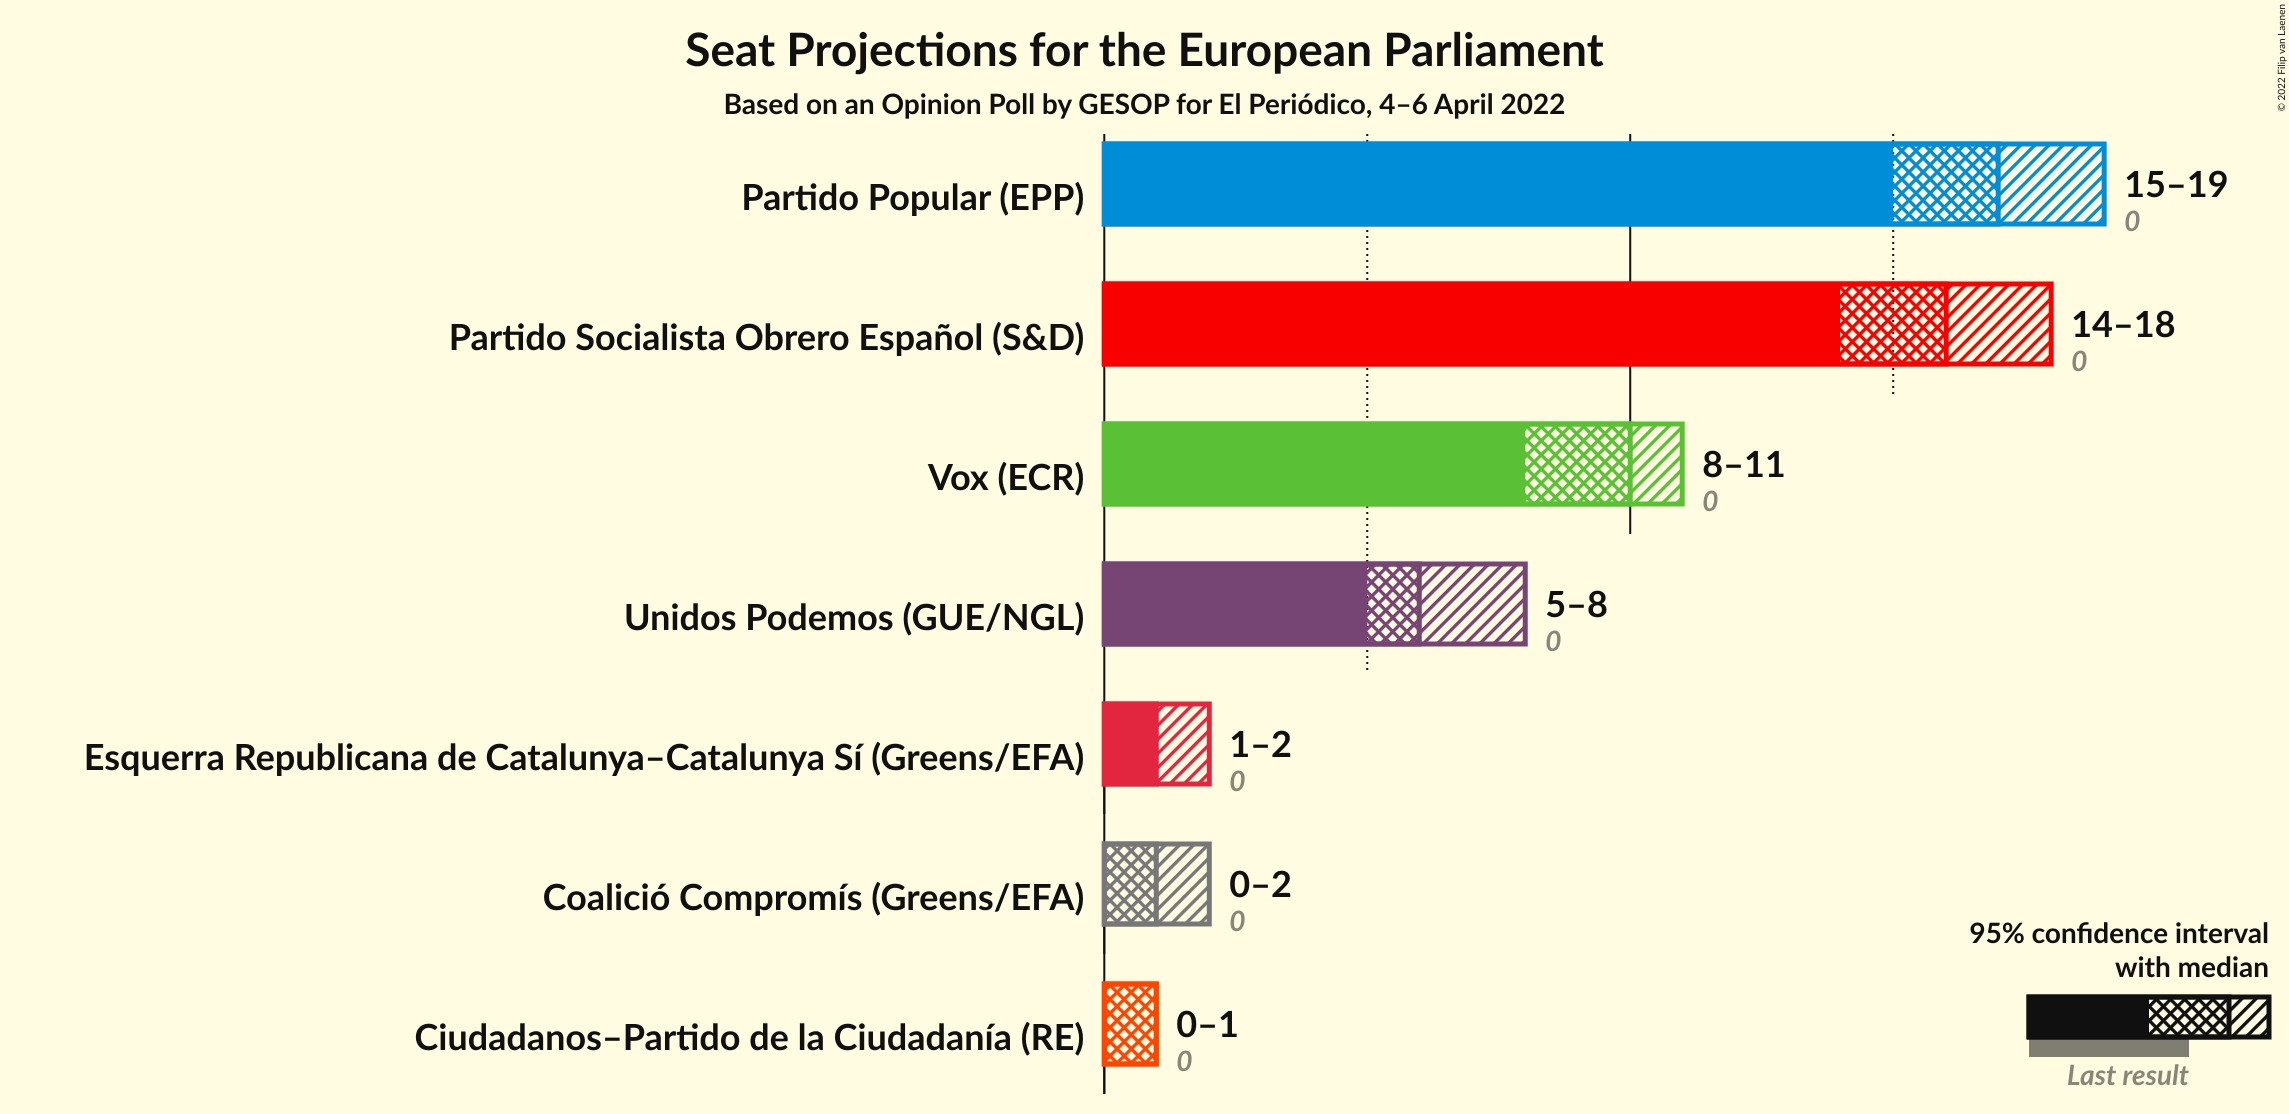 Seat Projections for the European Parliament
Based on an Opinion Poll by GESOP for El Periódico, 4–6 April 2022
© 2022 Filip van Laenen
Partido Popular (EPP)
15–19
0
Partido Socialista Obrero Español (S&D)
14–18
0
Vox (ECR)
8–11
0
Unidos Podemos (GUE/NGL)
5–8
0
Esquerra Republicana de Catalunya–Catalunya Sí (Greens/EFA)
1–2
0
Coalició Compromís (Greens/EFA)
0–2
0
Ciudadanos–Partido de la Ciudadanía (RE)
0–1
0
95% confidence interval
with median
Last result